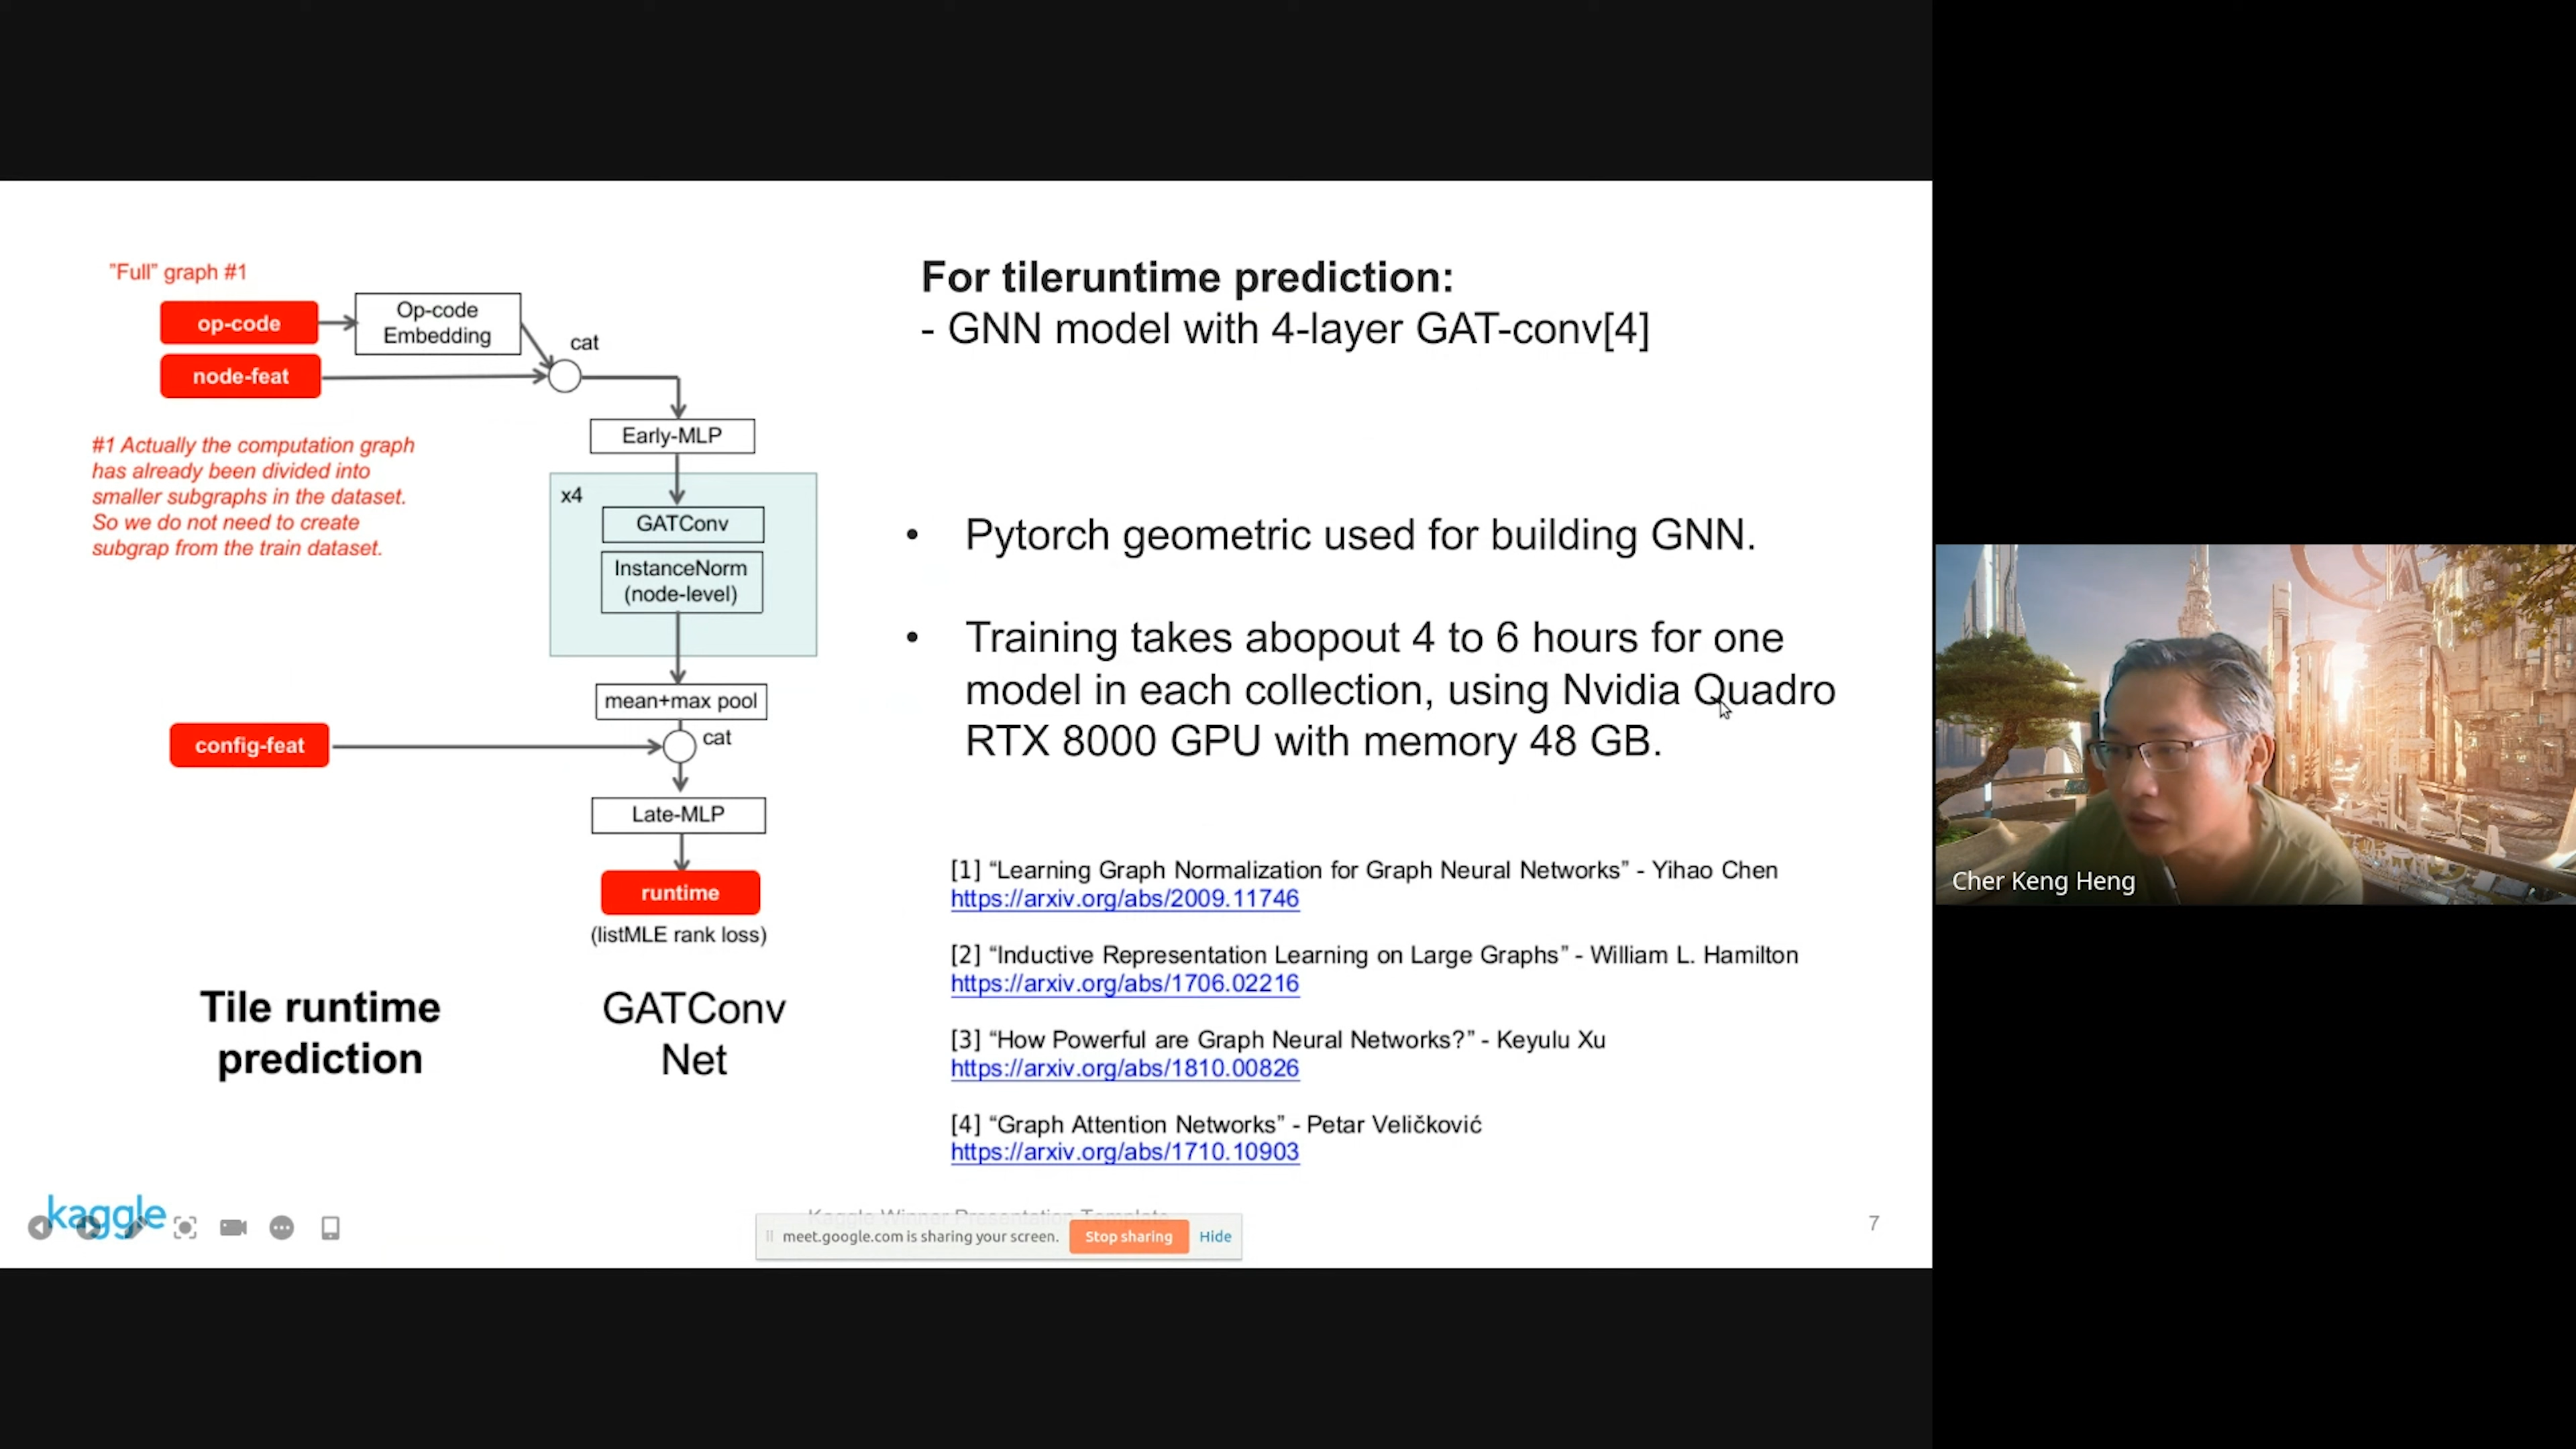 "Full" graph #1
op-code
Op-code
Embedding
cat
node-feat
#1 Actually the computation graph
has already been divided into
smaller subgraphs in the dataset.
So we do not need to create
subgrap from the train dataset.
Early-MLP
x4
GATConv
InstanceNorm
(node-level)
mean+max pool
config-feat
cat
Late-MLP
runtime
(listMLE rank loss)
Tile runtime
prediction
GATConv
Net
For tileruntime prediction:
- GNN model with 4-layer GAT-conv[4]
• Pytorch geometric used for building GNN.
• Training takes abopout 4 to 6 hours for one
model in each collection, using Nvidia Quadro
RTX 8000 GPU with memory 48 GB.
[1] “Learning Graph Normalization for Graph Neural Networks” - Yihao Chen
https://arxiv.org/abs/2009.11746
[2] “Inductive Representation Learning on Large Graphs” - William L. Hamilton
https://arxiv.org/abs/1706.02216
[3] “How Powerful are Graph Neural Networks?” - Keyulu Xu
https://arxiv.org/abs/1810.00826
[4] “Graph Attention Networks” - Petar Veličković
https://arxiv.org/abs/1710.10903
kaggle
Kaggle Winner Presentation Template
meet.google.com is sharing your screen.
Stop sharing
Hide
7
Cher Keng Heng